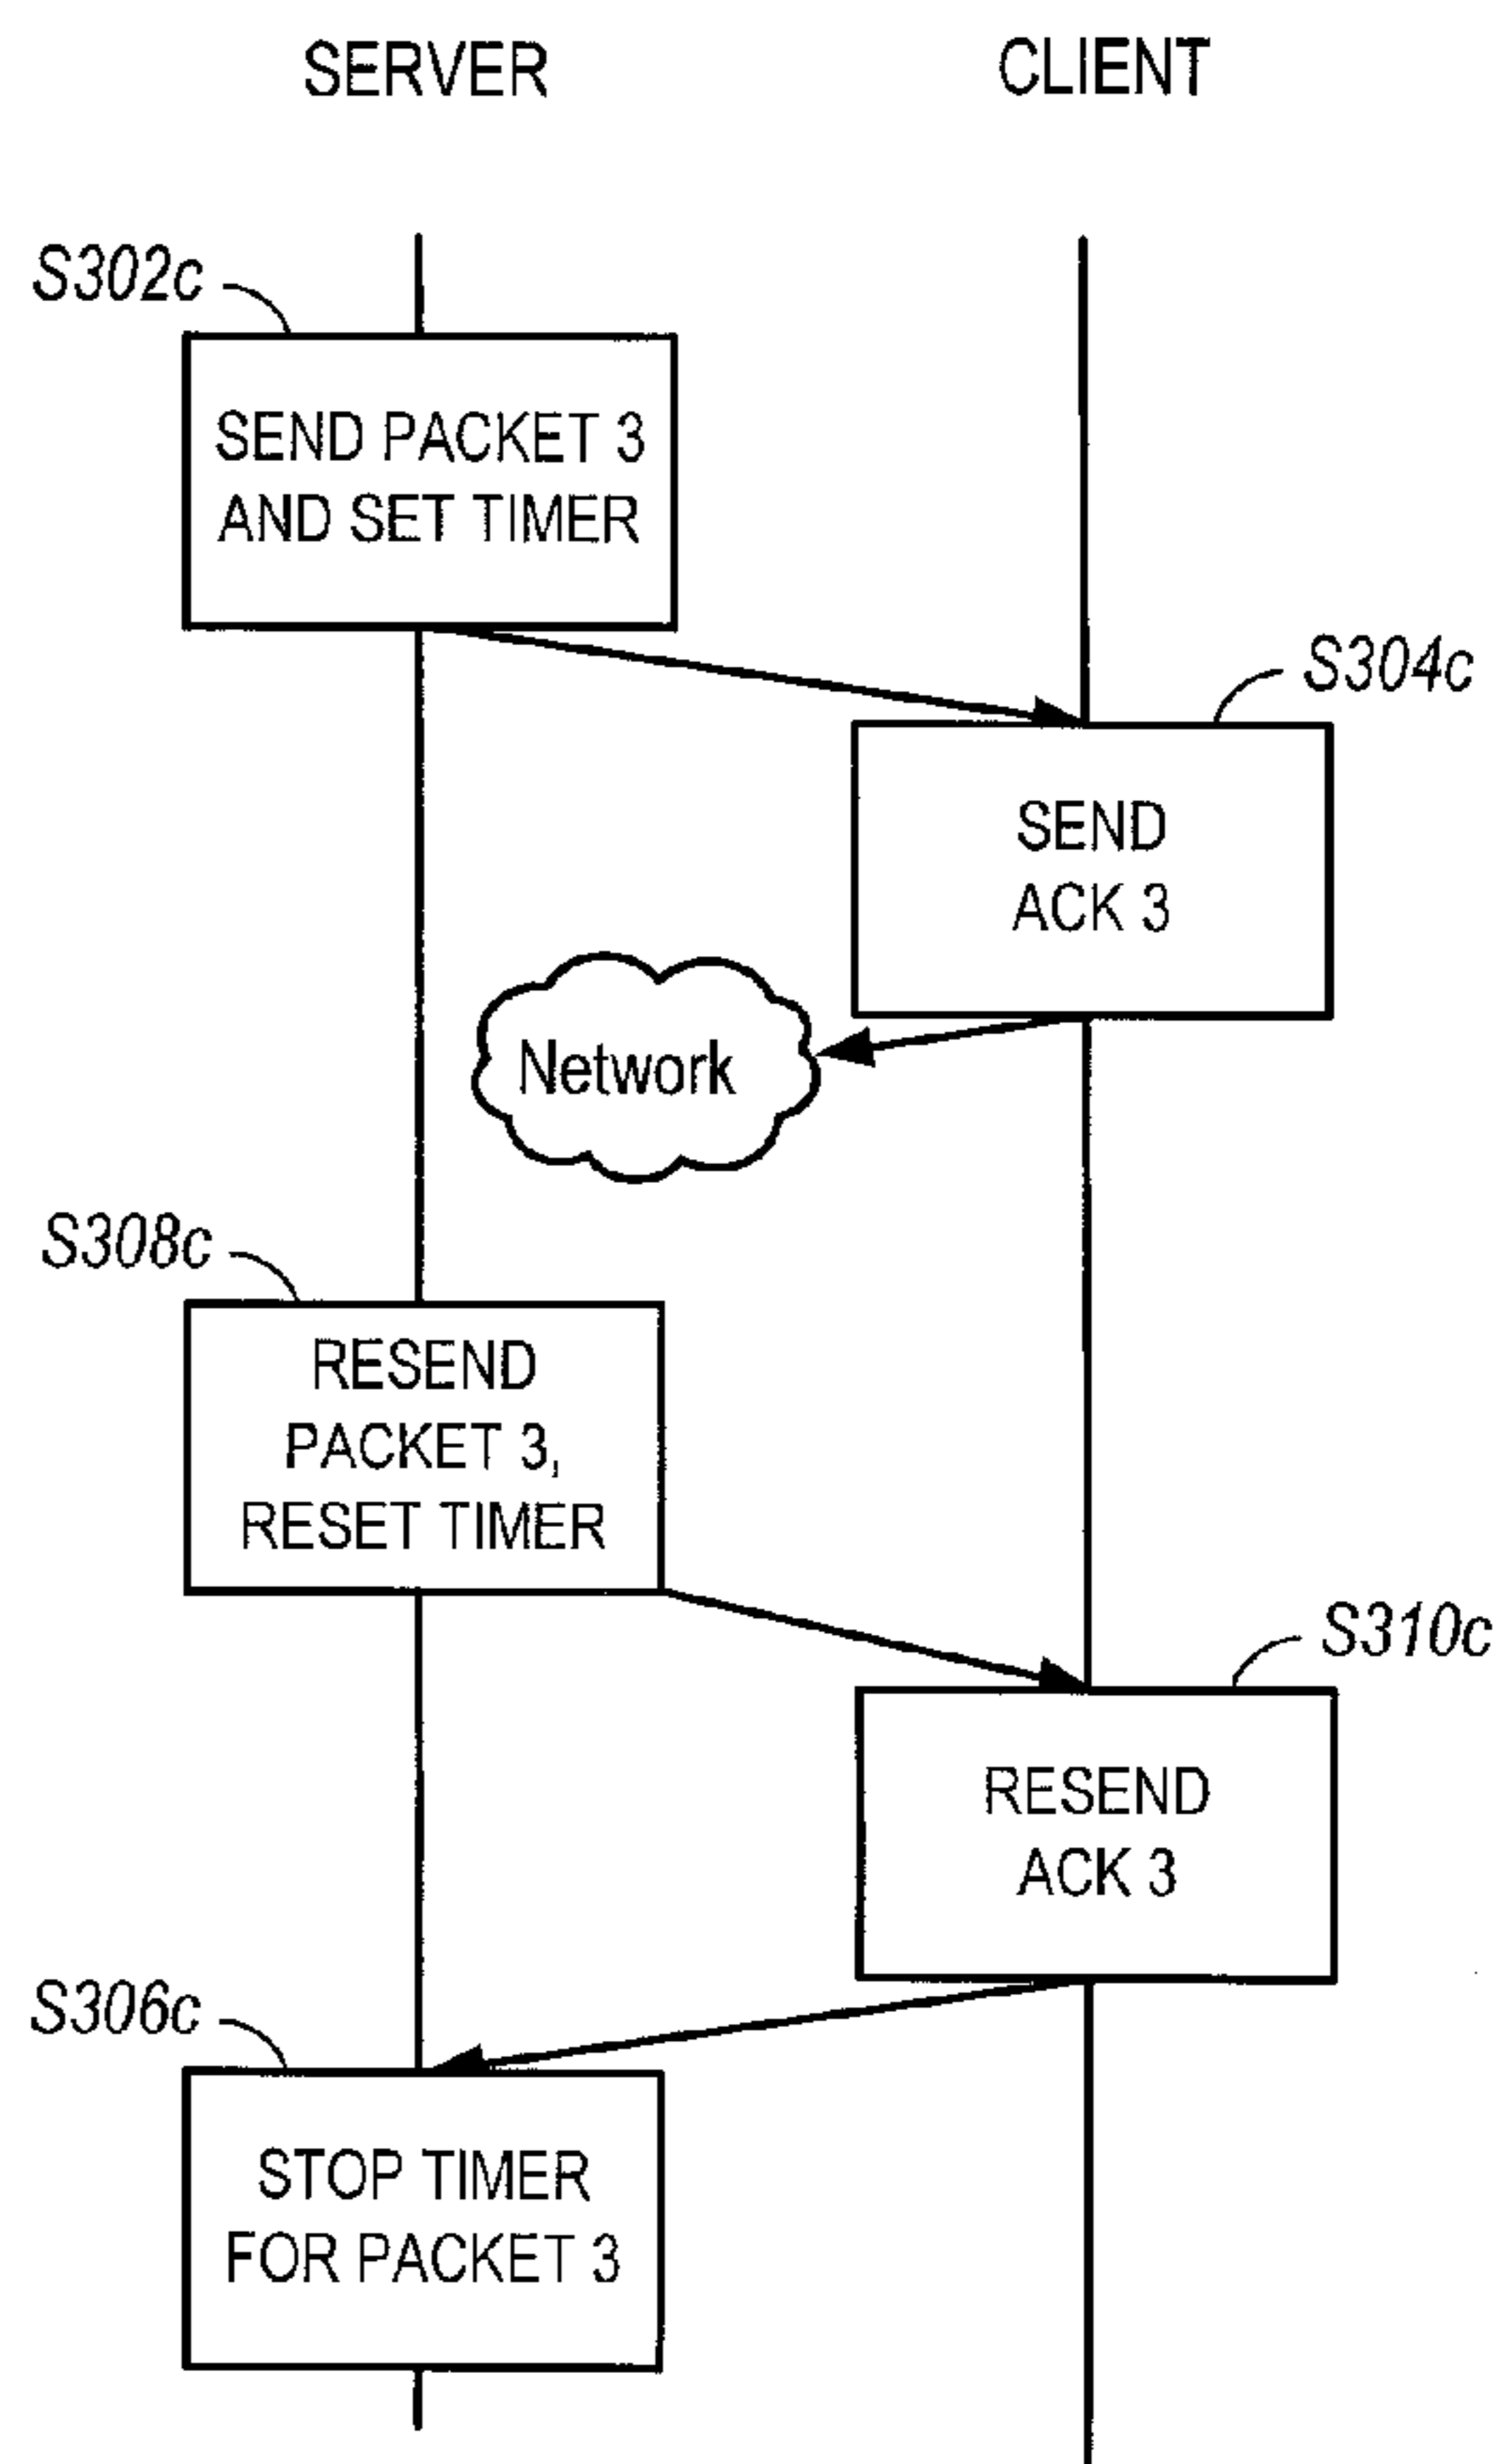 SERVER
CLIENT
S302c
SEND PACKET 3
AND SET TIMER
S304c
SEND
ACK 3
Network
S308c
RESEND
PACKET 3,
RESET TIMER
S310c
RESEND
ACK 3
S306c
STOP TIMER
FOR PACKET 3